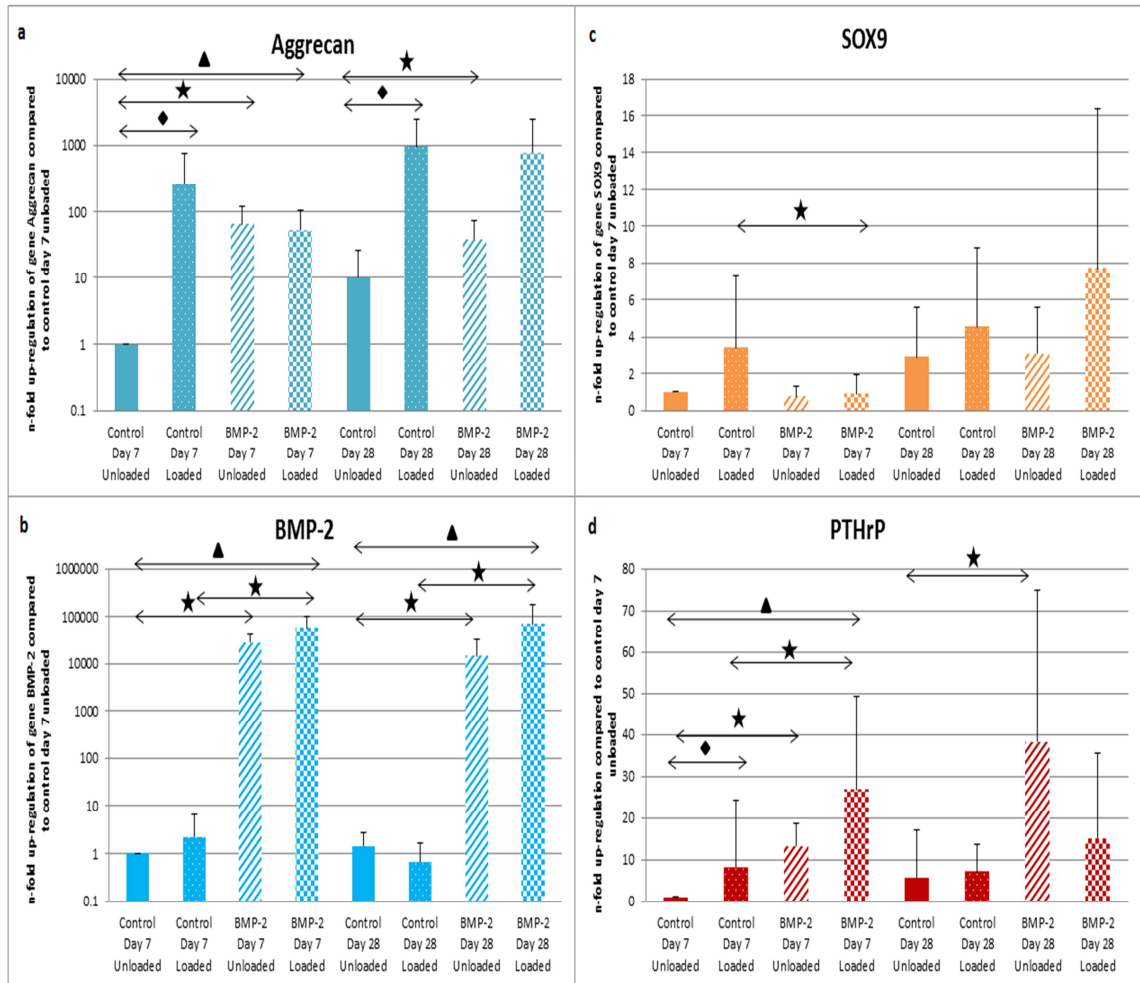 a
Aggrecan
n-fold up-regulation of gene Aggrecan compared
to control day 7 unloaded
10000
1000
100
10
1
0.1
Control Control BMP-2 BMP-2 Control Control BMP-2 BMP-2
Day 7 Day 7 Day 7 Day 7 Day 28 Day 28 Day 28 Day 28
Unloaded Loaded Unloaded Loaded Unloaded Loaded Unloaded Loaded
c
SOX9
n-fold up-regulation of gene SOX9 compared
to control day 7 unloaded
18
16
14
12
10
8
6
4
2
0
Control Control BMP-2 BMP-2 Control Control BMP-2 BMP-2
Day 7 Day 7 Day 7 Day 7 Day 28 Day 28 Day 28 Day 28
Unloaded Loaded Unloaded Loaded Unloaded Loaded Unloaded Loaded
b
BMP-2
n-fold up-regulation of gene BMP-2 compared
to control day 7 unloaded
1000000
100000
10000
1000
100
10
1
0.1
Control Control BMP-2 BMP-2 Control Control BMP-2 BMP-2
Day 7 Day 7 Day 7 Day 7 Day 28 Day 28 Day 28 Day 28
Unloaded Loaded Unloaded Loaded Unloaded Loaded Unloaded Loaded
d
PTHrP
n-fold up-regulation compared to control day 7
unloaded
80
70
60
50
40
30
20
10
0
Control Control BMP-2 BMP-2 Control Control BMP-2 BMP-2
Day 7 Day 7 Day 7 Day 7 Day 28 Day 28 Day 28 Day 28
Unloaded Loaded Unloaded Loaded Unloaded Loaded Unloaded Loaded